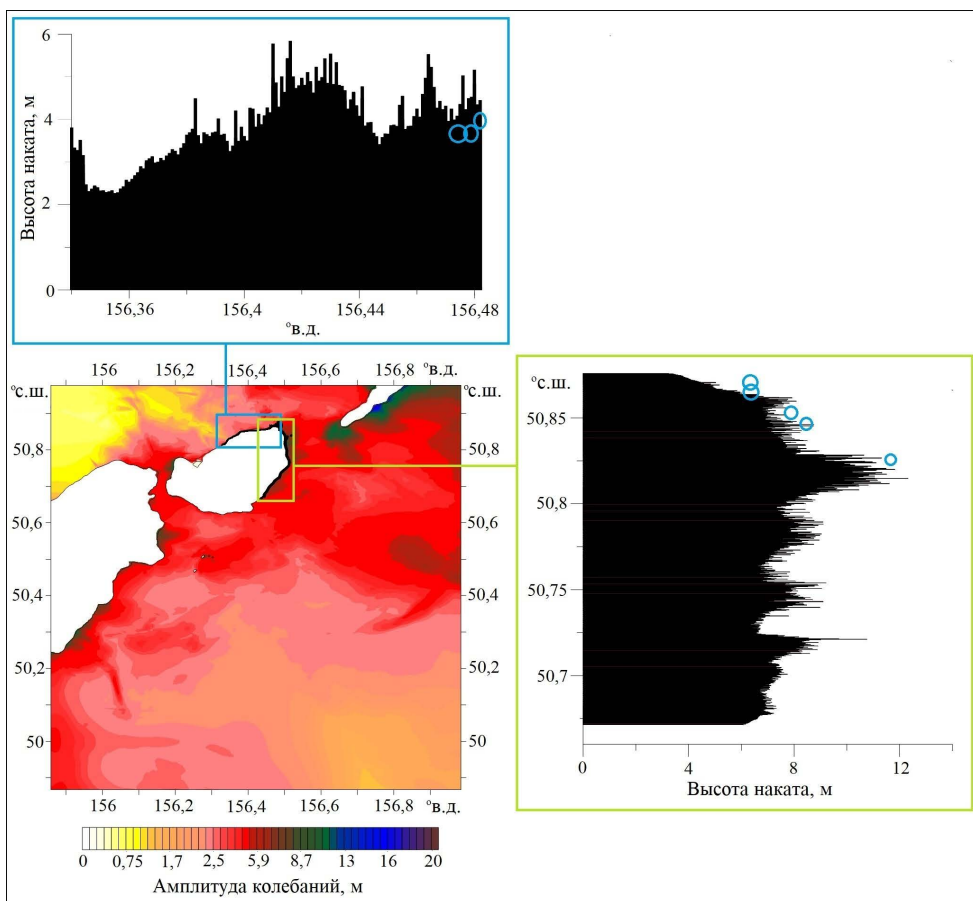 6
4
2
0
Высота наката, м
156,36 156,4 156,44 156,48
°в.д.
156 156,2 156,4 156,6 156,8 °в.д.
°с.ш. °с.ш.
50,8 50,8
50,6 50,6
50,4 50,4
50,2 50,2
50 50
156 156,2 156,4 156,6 156,8 °в.д.
0 0,75 1,7 2,5 5,9 8,7 13 16 20
Амплитуда колебаний, м
°с.ш.
50,85
50,8
50,75
50,7
0 4 8 12
Высота наката, м